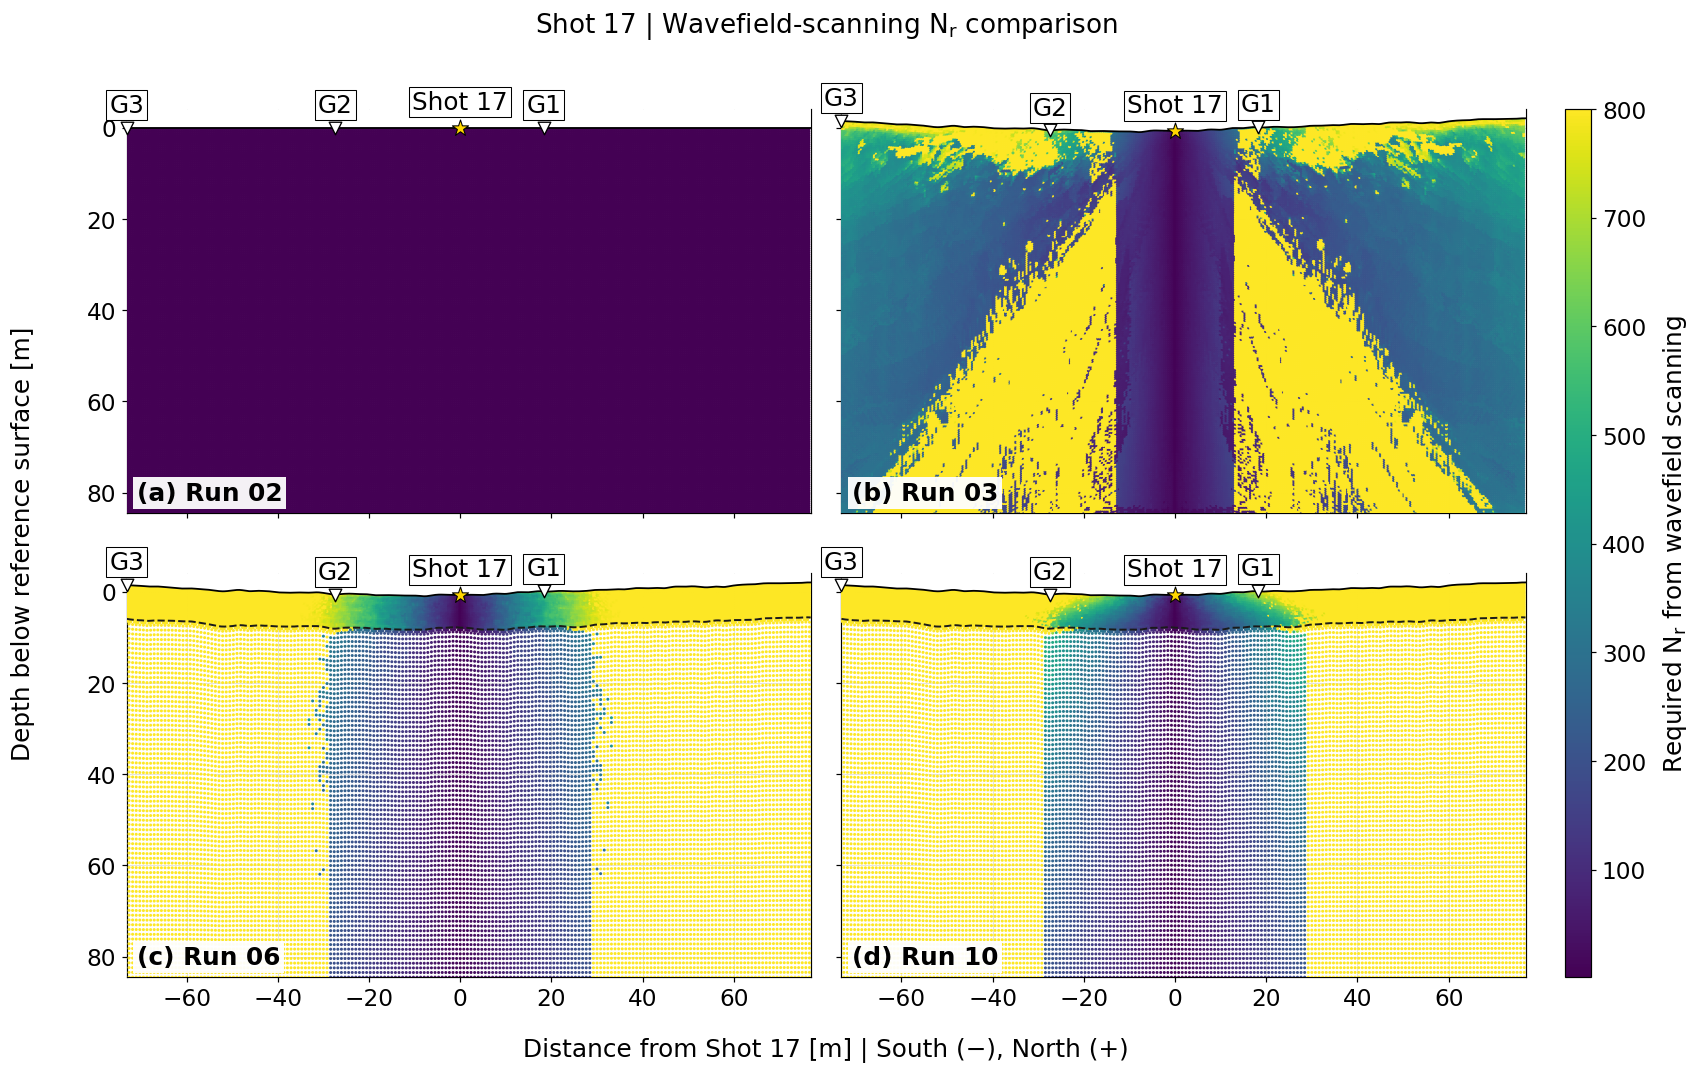 Shot 17 | Wavefield-scanning Nr comparison
G3
G2
Shot 17
G1
G3
G2
Shot 17
G1
0
20
40
60
80
(a) Run 02
(b) Run 03
G3
G2
Shot 17
G1
G3
G2
Shot 17
G1
0
20
40
60
80
(c) Run 06
(d) Run 10
−60
−40
−20
0
20
40
60
−60
−40
−20
0
20
40
60
Depth below reference surface [m]
Distance from Shot 17 [m] | South (−), North (+)
800
700
600
500
400
300
200
100
Required Nr from wavefield scanning